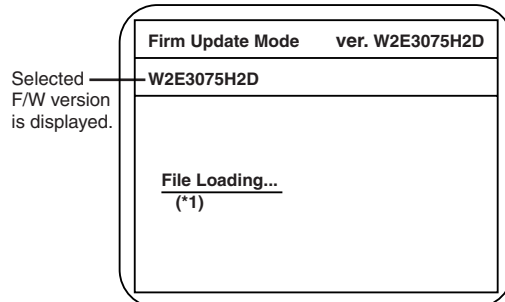 Firm Update Mode ver. W2E3075H2D
Selected
F/W version
is displayed.
W2E3075H2D
File Loading...
(*1)